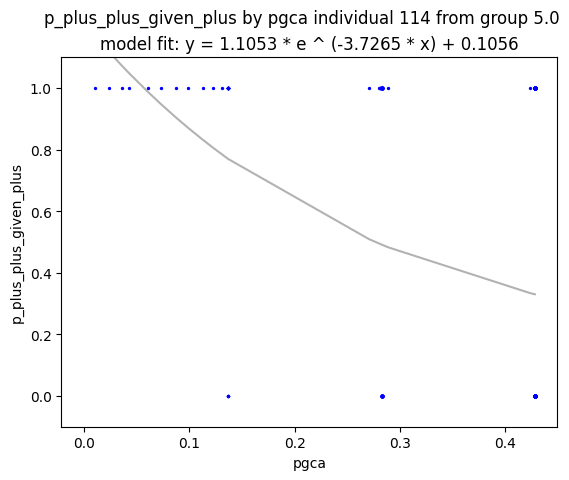 p_plus_plus_given_plus by pgca individual 114 from group 5.0
model fit: y = 1.1053 * e ^ (-3.7265 * x) + 0.1056
p_plus_plus_given_plus
1.0
0.8
0.6
0.4
0.2
0.0
0.0 0.1 0.2 0.3 0.4
pgca